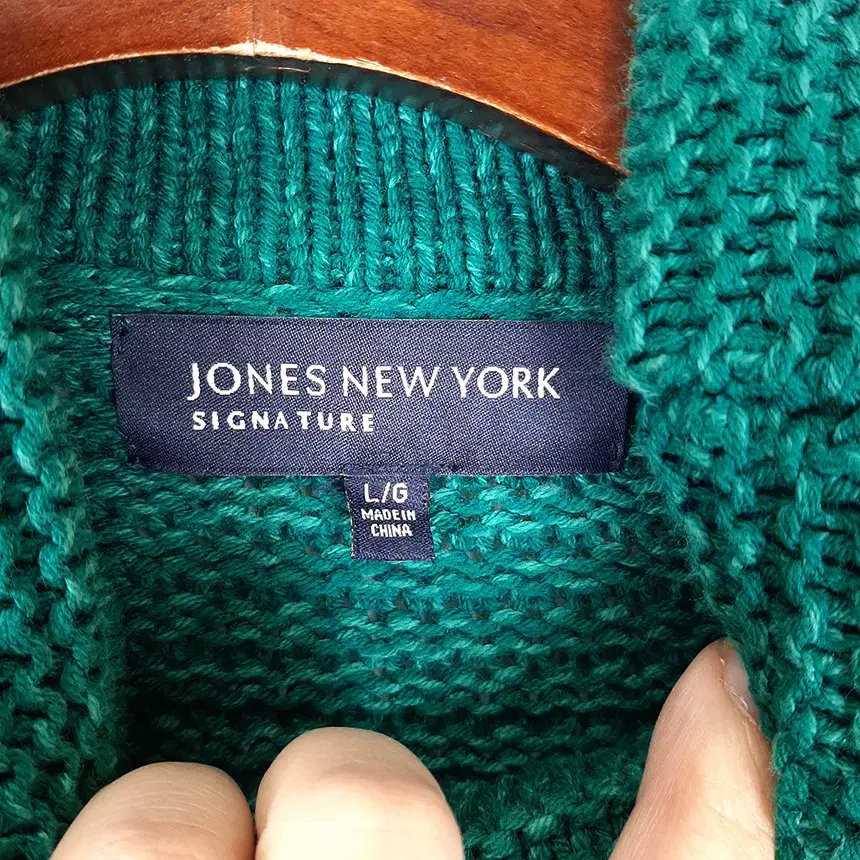 JONES NEW YORK
SIGNATURE
L/G
MADE IN
CHINA